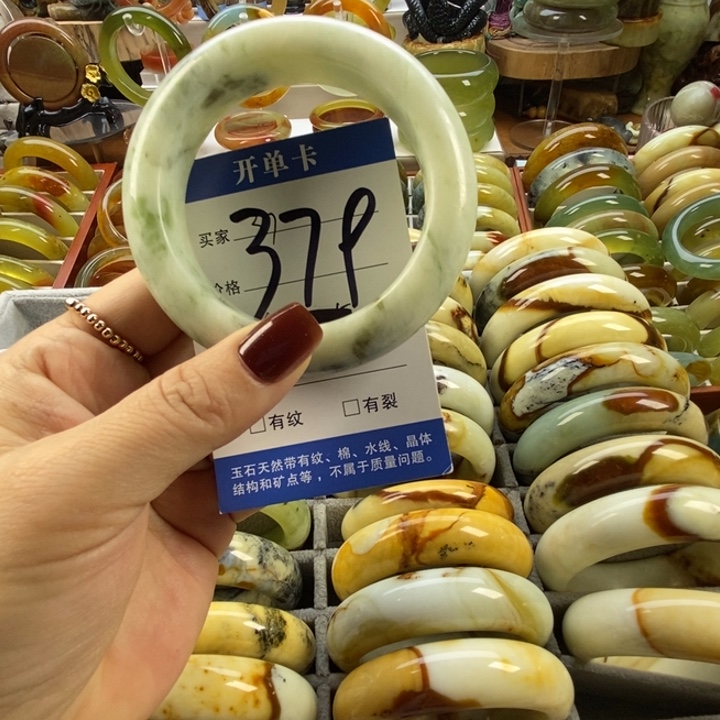 开单卡
买家
379
价格
□有纹 □有裂
玉石天然带有纹、棉、水线、晶体
结构和矿点等，不属于质量问题。